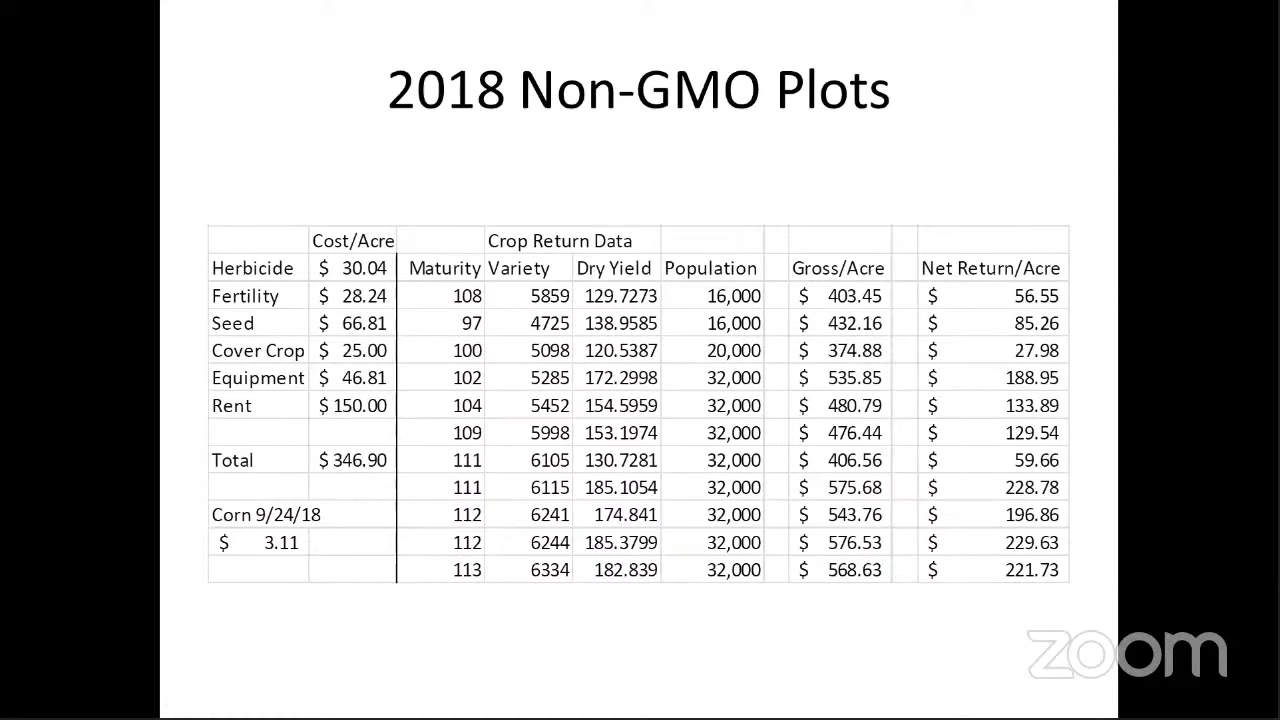 2018 Non-GMO Plots
Cost/Acre Crop Return Data
Herbicide $ 30.04 Maturity Variety Dry Yield Population Gross/Acre Net Return/Acre
Fertility $ 28.24 108 5859 129.7273 16,000 $ 403.45 $ 56.55
Seed $ 66.81 97 4725 138.9585 16,000 $ 432.16 $ 85.26
Cover Crop $ 25.00 100 5098 120.5387 20,000 $ 374.88 $ 27.98
Equipment $ 46.81 102 5285 172.2998 32,000 $ 535.85 $ 188.95
Rent $ 150.00 104 5452 154.5959 32,000 $ 480.79 $ 133.89
109 5998 153.1974 32,000 $ 476.44 $ 129.54
Total $ 346.90 111 6105 130.7281 32,000 $ 406.56 $ 59.66
111 6115 185.1054 32,000 $ 575.68 $ 228.78
Corn 9/24/18 112 6241 174.841 32,000 $ 543.76 $ 196.86
$ 3.11 112 6244 185.3799 32,000 $ 576.53 $ 229.63
113 6334 182.839 32,000 $ 568.63 $ 221.73
zoom